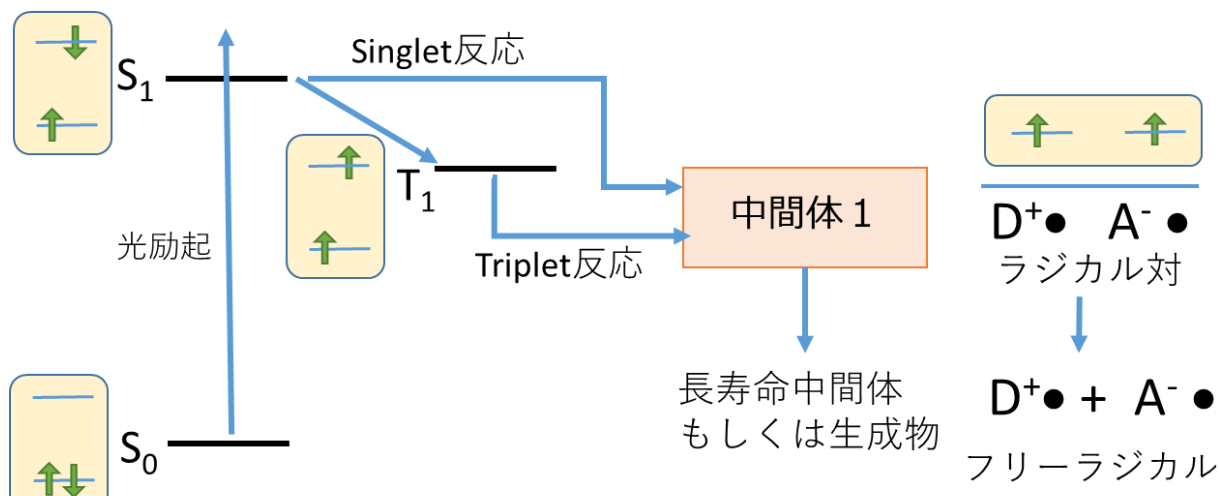 Singlet反応
S1
T1
光励起
Triplet反応
中間体1
S0
長寿命中間体
もしくは生成物
D+● A-●
ラジカル対
D+● + A-●
フリーラジカル